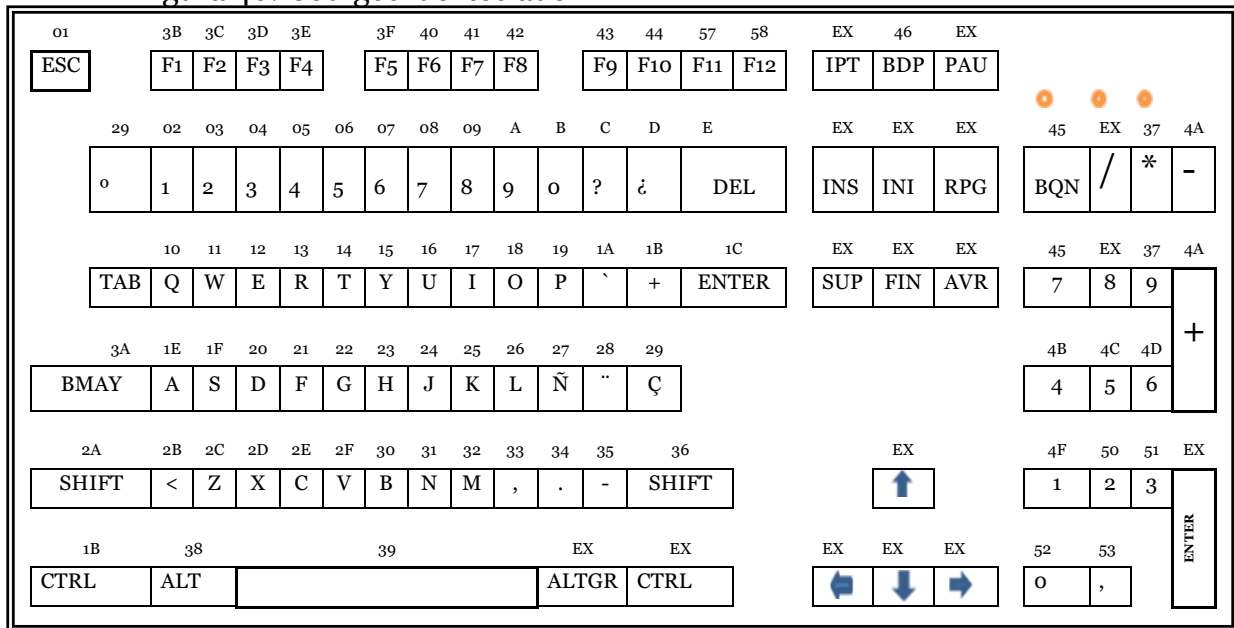 01 3B 3C 3D 3E 3F 40 41 42 43 44 57 58 EX 46 EX
ESC F1 F2 F3 F4 F5 F6 F7 F8 F9 F10 F11 F12 IPT BDP PAU
29 02 03 04 05 06 07 08 09 A B C D E EX EX EX 45 EX 37 4A
º 1 2 3 4 5 6 7 8 9 0 ? ¿ DEL INS INI RPG BQN / * -
10 11 12 13 14 15 16 17 18 19 1A 1B 1C EX EX EX 45 EX 37 4A
TAB Q W E R T Y U I O P ` + ENTER SUP FIN AVR 7 8 9 +
3A 1E 1F 20 21 22 23 24 25 26 27 28 29 4B 4C 4D
BMAY A S D F G H J K L Ñ ¨ Ç 4 5 6
2A 2B 2C 2D 2E 2F 30 31 32 33 34 35 36 EX 4F 50 51 EX
SHIFT < Z X C V B N M , . - SHIFT 1 2 3 ENTER
1B 38 39 EX EX EX EX EX 52 53
CTRL ALT ALTGR CTRL 0 ,